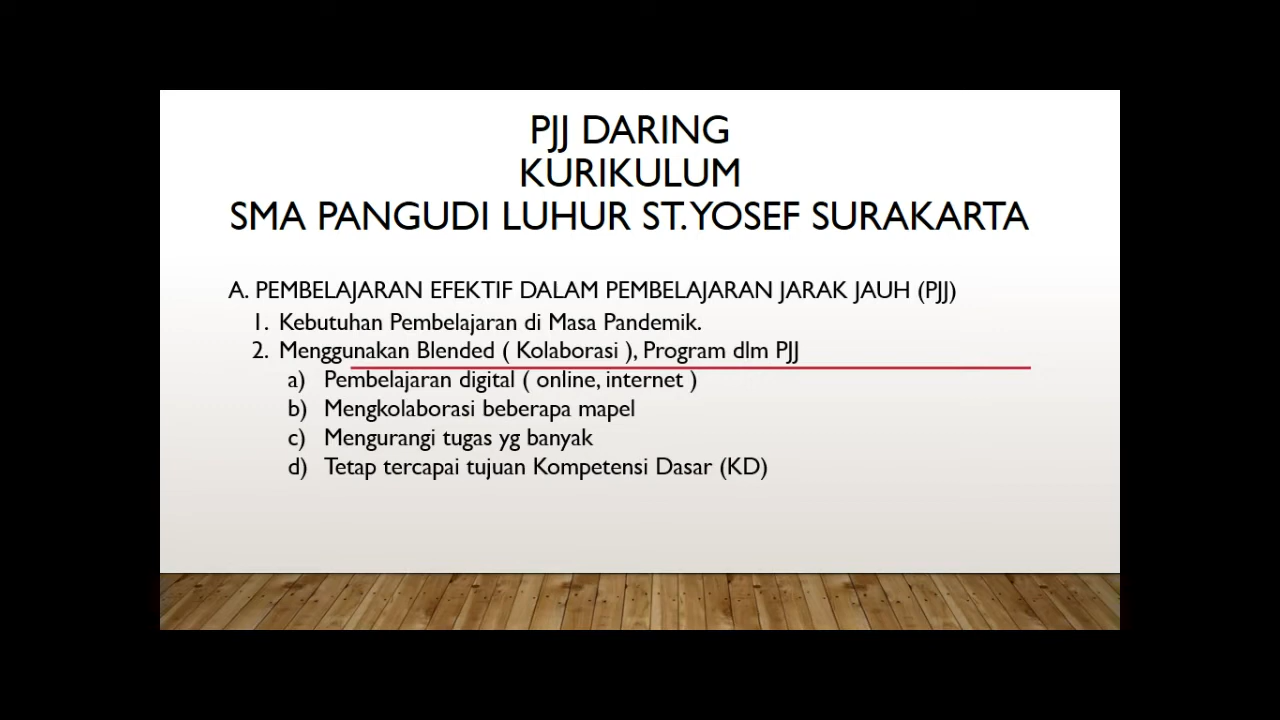 PJJ DARING
KURIKULUM
SMA PANGUDI LUHUR ST.YOSEF SURAKARTA
A. PEMBELAJARAN EFEKTIF DALAM PEMBELAJARAN JARAK JAUH (PJJ)
1. Kebutuhan Pembelajaran di Masa Pandemik.
2. Menggunakan Blended ( Kolaborasi ), Program dlm PJJ
a) Pembelajaran digital ( online, internet )
b) Mengkolaborasi beberapa mapel
c) Mengurangi tugas yg banyak
d) Tetap tercapai tujuan Kompetensi Dasar (KD)